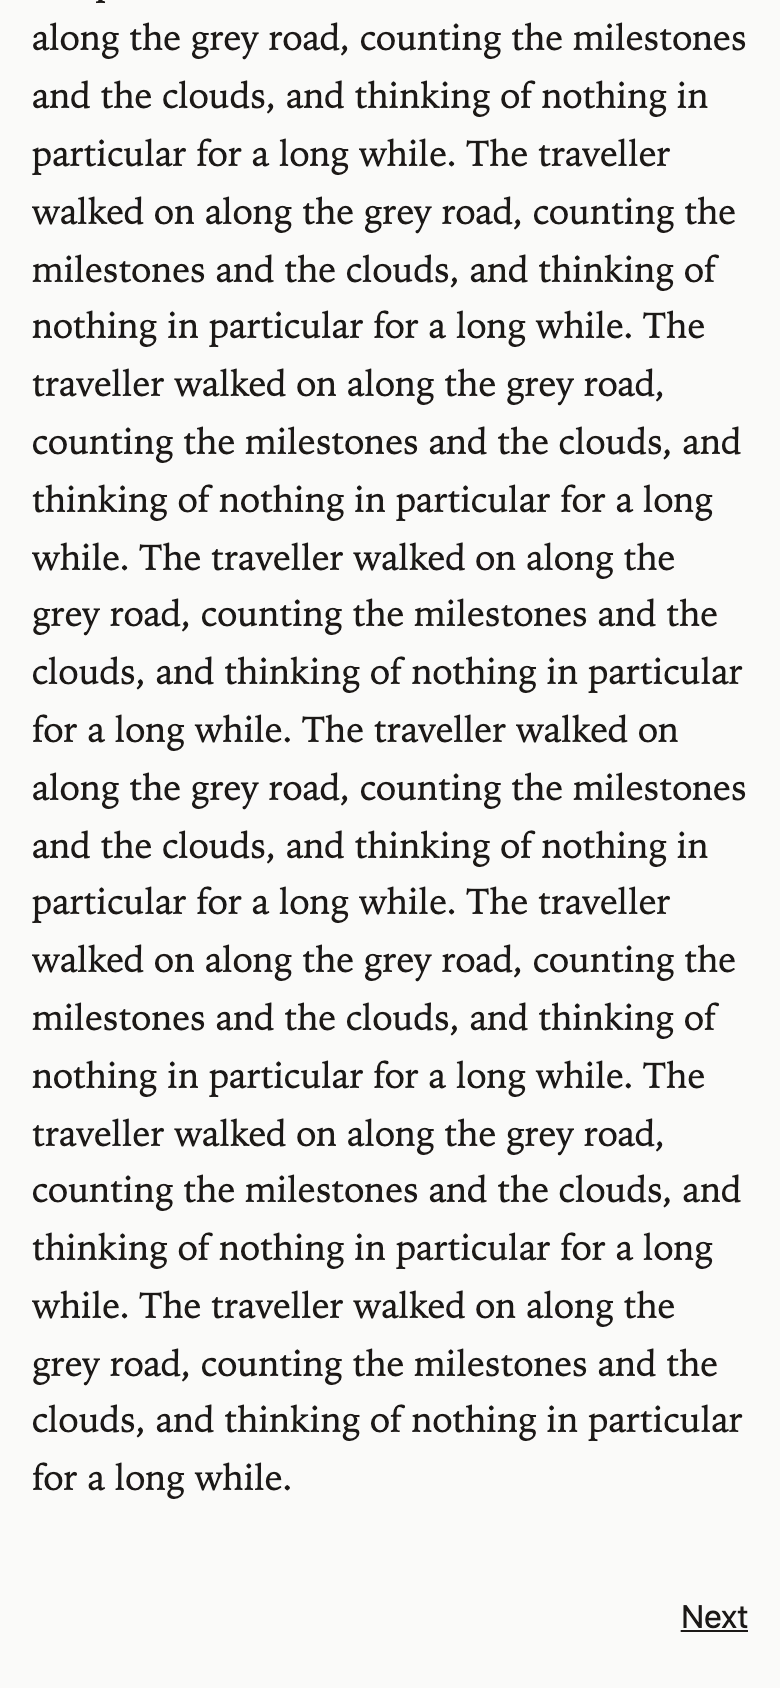 along the grey road, counting the milestones
and the clouds, and thinking of nothing in
particular for a long while. The traveller
walked on along the grey road, counting the
milestones and the clouds, and thinking of
nothing in particular for a long while. The
traveller walked on along the grey road,
counting the milestones and the clouds, and
thinking of nothing in particular for a long
while. The traveller walked on along the
grey road, counting the milestones and the
clouds, and thinking of nothing in particular
for a long while. The traveller walked on
along the grey road, counting the milestones
and the clouds, and thinking of nothing in
particular for a long while. The traveller
walked on along the grey road, counting the
milestones and the clouds, and thinking of
nothing in particular for a long while. The
traveller walked on along the grey road,
counting the milestones and the clouds, and
thinking of nothing in particular for a long
while. The traveller walked on along the
grey road, counting the milestones and the
clouds, and thinking of nothing in particular
for a long while.
Next